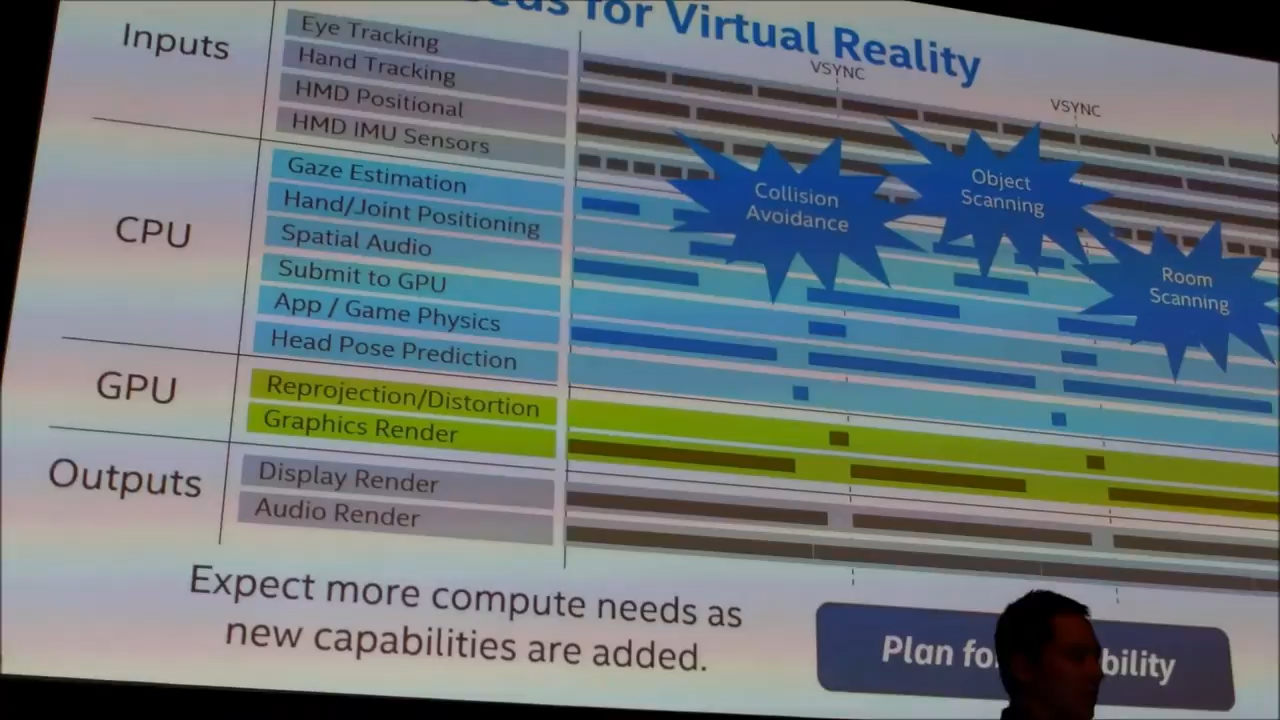 for Virtual Reality
Inputs
Eye Tracking
Hand Tracking
HMD Positional
HMD IMU Sensors
VSYNC
VSYNC
CPU
Gaze Estimation
Hand/Joint Positioning
Spatial Audio
Submit to GPU
App / Game Physics
Head Pose Prediction
Collision
Avoidance
Object
Scanning
Room
Scanning
GPU
Reprojection/Distortion
Graphics Render
Outputs
Display Render
Audio Render
Expect more compute needs as
new capabilities are added.
Plan